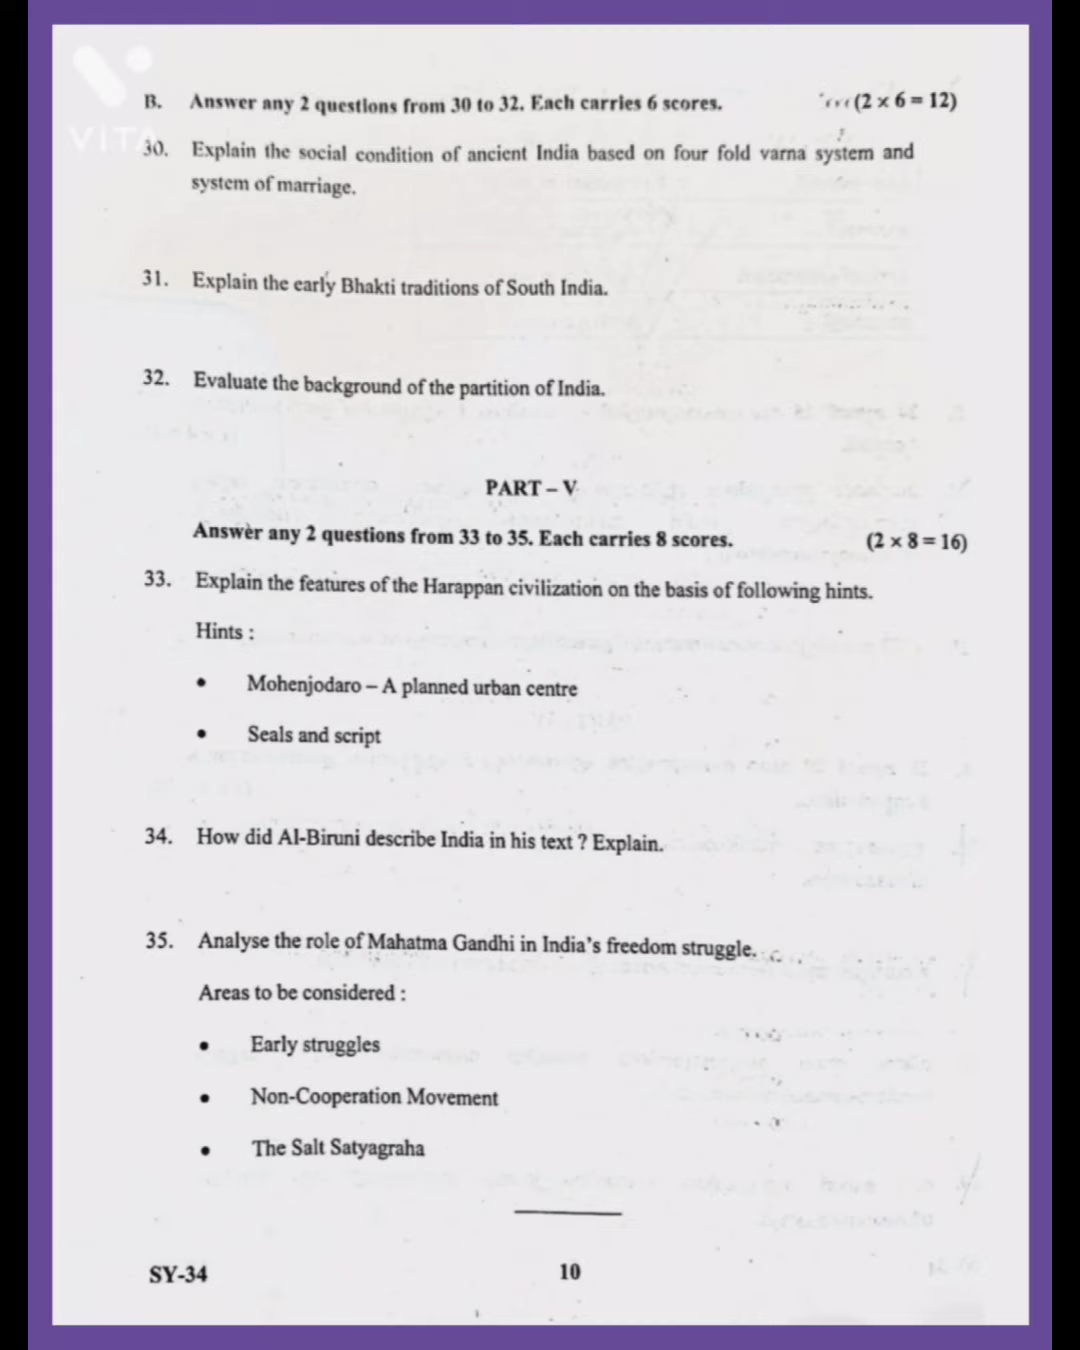 VITA
B. Answer any 2 questions from 30 to 32. Each carries 6 scores. (2 × 6 = 12)
30. Explain the social condition of ancient India based on four fold varna system and
system of marriage.
31. Explain the early Bhakti traditions of South India.
32. Evaluate the background of the partition of India.
PART – V
Answer any 2 questions from 33 to 35. Each carries 8 scores. (2 × 8 = 16)
33. Explain the features of the Harappan civilization on the basis of following hints.
Hints :
• Mohenjodaro – A planned urban centre
• Seals and script
34. How did Al-Biruni describe India in his text ? Explain.
35. Analyse the role of Mahatma Gandhi in India's freedom struggle.
Areas to be considered :
• Early struggles
• Non-Cooperation Movement
• The Salt Satyagraha
SY-34 10